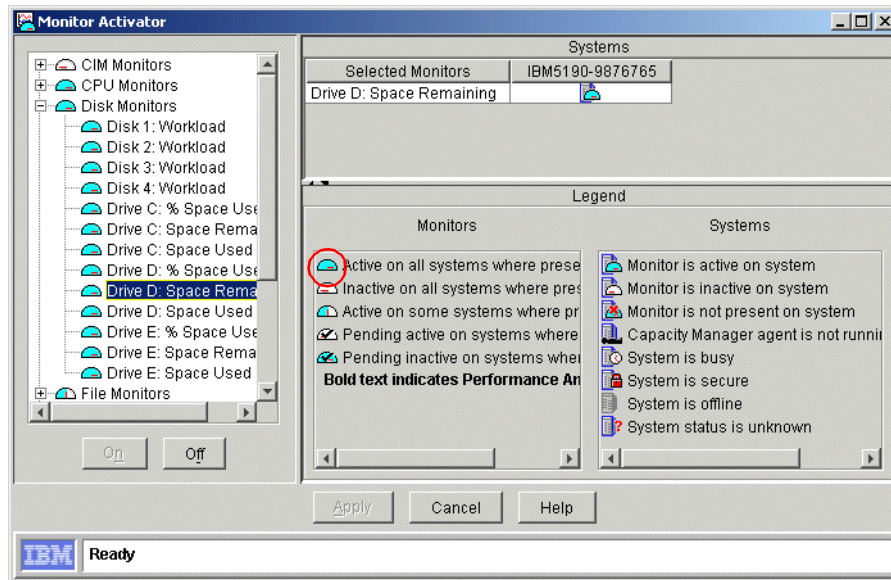 Monitor Activator
CIM Monitors
CPU Monitors
Disk Monitors
Disk 1: Workload
Disk 2: Workload
Disk 3: Workload
Disk 4: Workload
Drive C: % Space Use
Drive C: Space Rema
Drive C: Space Used
Drive D: % Space Use
Drive D: Space Rema
Drive D: Space Used
Drive E: % Space Use
Drive E: Space Rema
Drive E: Space Used
File Monitors
On
Off
Systems
Selected Monitors
IBM5190-9876765
Drive D: Space Remaining
Legend
Monitors
Active on all systems where prese
Inactive on all systems where pres
Active on some systems where pr
Pending active on systems where
Pending inactive on systems whe
Bold text indicates Performance An
Systems
Monitor is active on system
Monitor is inactive on system
Monitor is not present on system
Capacity Manager agent is not runnin
System is busy
System is secure
System is offline
System status is unknown
Apply
Cancel
Help
IBM
Ready